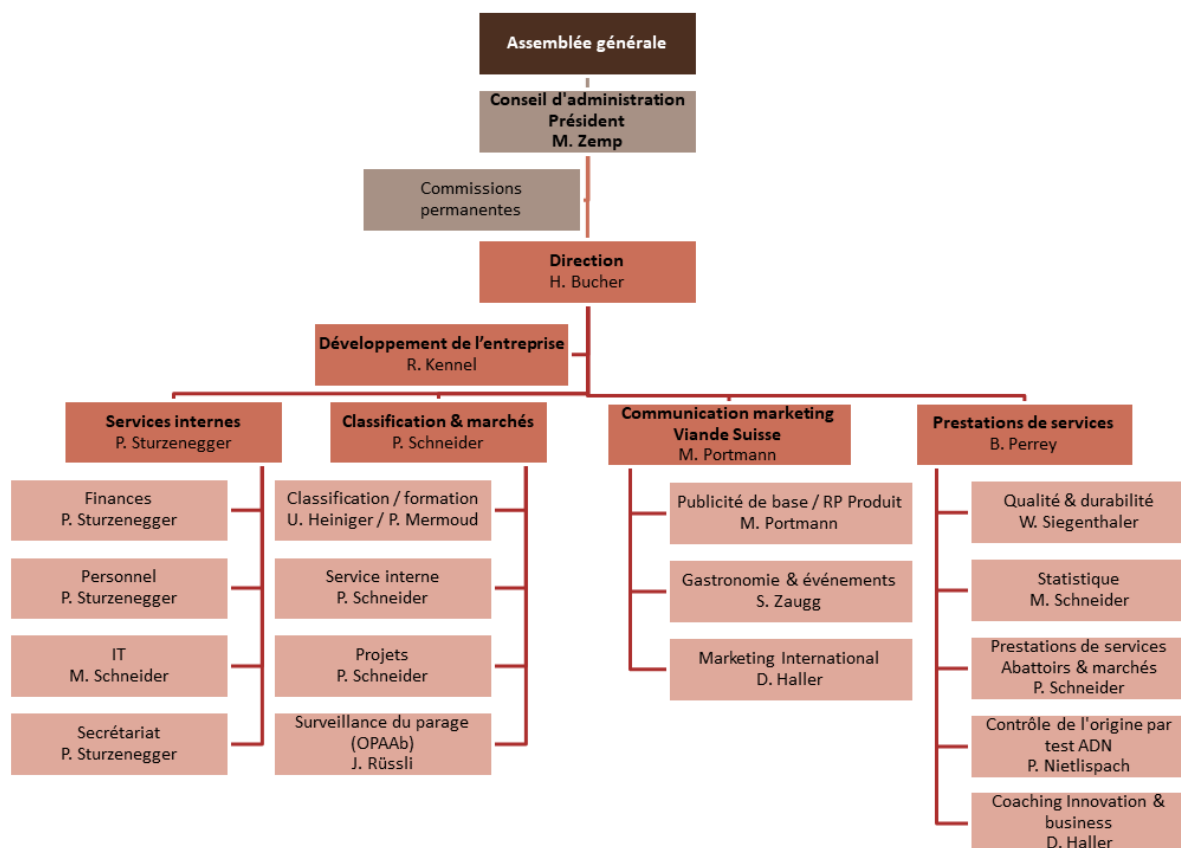 Assemblée générale
Conseil d'administration
Président
M. Zemp
Commissions
permanentes
Direction
H. Bucher
Développement de l’entreprise
R. Kennel
Services internes
P. Sturzenegger
Finances
P. Sturzenegger
Personnel
P. Sturzenegger
IT
M. Schneider
Secrétariat
P. Sturzenegger
Classification & marchés
P. Schneider
Classification / formation
U. Heiniger / P. Mermoud
Service interne
P. Schneider
Projets
P. Schneider
Surveillance du parage
(OPAAb)
J. Rüssli
Communication marketing
Viande Suisse
M. Portmann
Publicité de base / RP Produit
M. Portmann
Gastronomie & événements
S. Zaugg
Marketing International
D. Haller
Prestations de services
B. Perrey
Qualité & durabilité
W. Siegenthaler
Statistique
M. Schneider
Prestations de services
Abattoirs & marchés
P. Schneider
Contrôle de l'origine par
test ADN
P. Nietlispach
Coaching Innovation &
business
D. Haller